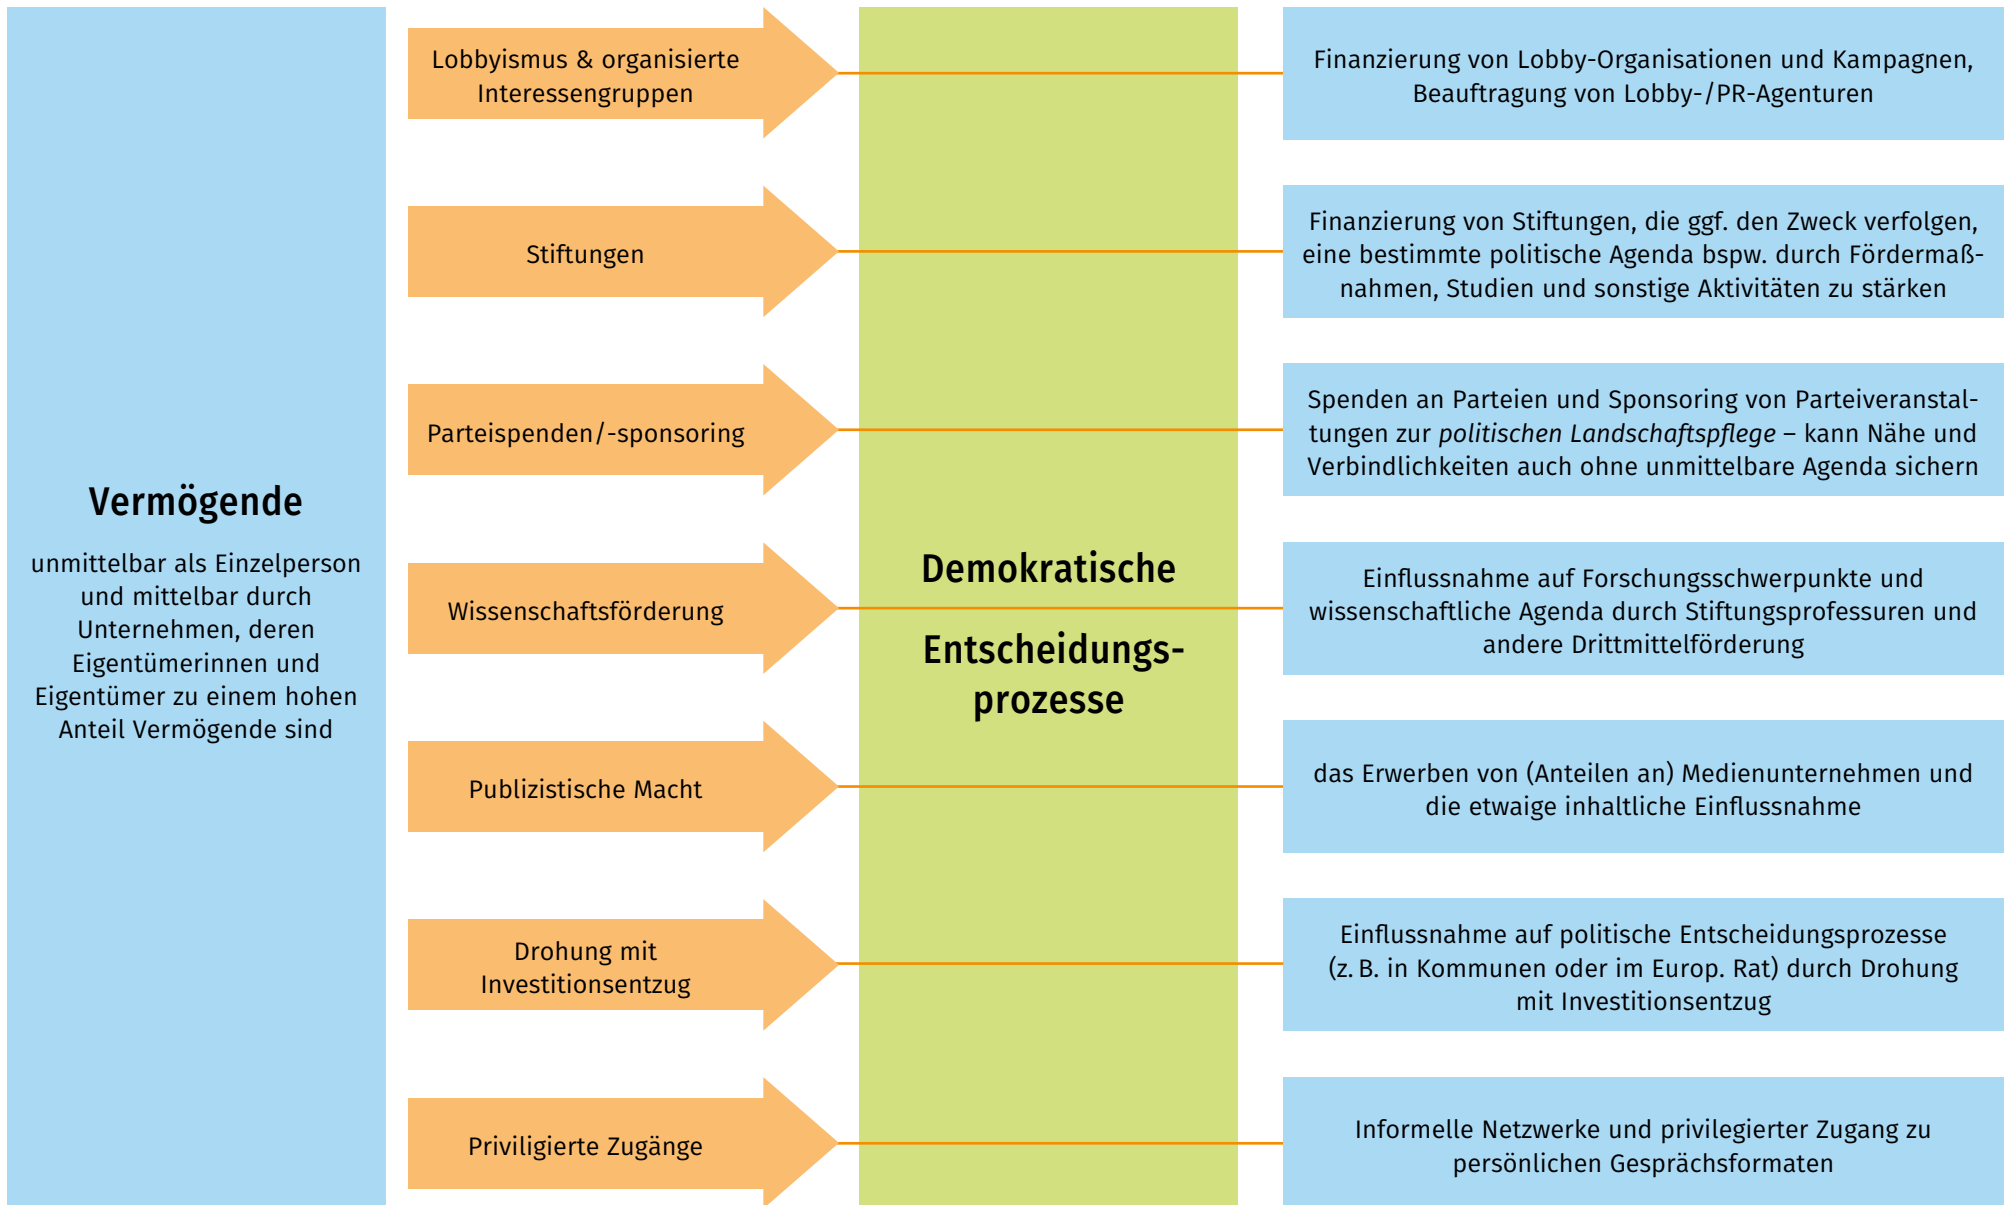 Vermögende
unmittelbar als Einzelperson
und mittelbar durch
Unternehmen, deren
Eigentümerinnen und
Eigentümer zu einem hohen
Anteil Vermögende sind
Lobbyismus & organisierte
Interessengruppen
Stiftungen
Parteispenden/-sponsoring
Wissenschaftsförderung
Publizistische Macht
Drohung mit
Investitionsentzug
Priviligierte Zugänge
Demokratische
Entscheidungs-
prozesse
Finanzierung von Lobby-Organisationen und Kampagnen,
Beauftragung von Lobby-/PR-Agenturen
Finanzierung von Stiftungen, die ggf. den Zweck verfolgen,
eine bestimmte politische Agenda bspw. durch Fördermaß-
nahmen, Studien und sonstige Aktivitäten zu stärken
Spenden an Parteien und Sponsoring von Parteiveranstal-
tungen zur politischen Landschaftspflege – kann Nähe und
Verbindlichkeiten auch ohne unmittelbare Agenda sichern
Einflussnahme auf Forschungsschwerpunkte und
wissenschaftliche Agenda durch Stiftungsprofessuren und
andere Drittmittelförderung
das Erwerben von (Anteilen an) Medienunternehmen und
die etwaige inhaltliche Einflussnahme
Einflussnahme auf politische Entscheidungsprozesse
(z. B. in Kommunen oder im Europ. Rat) durch Drohung
mit Investitionsentzug
Informelle Netzwerke und privilegierter Zugang zu
persönlichen Gesprächsformaten